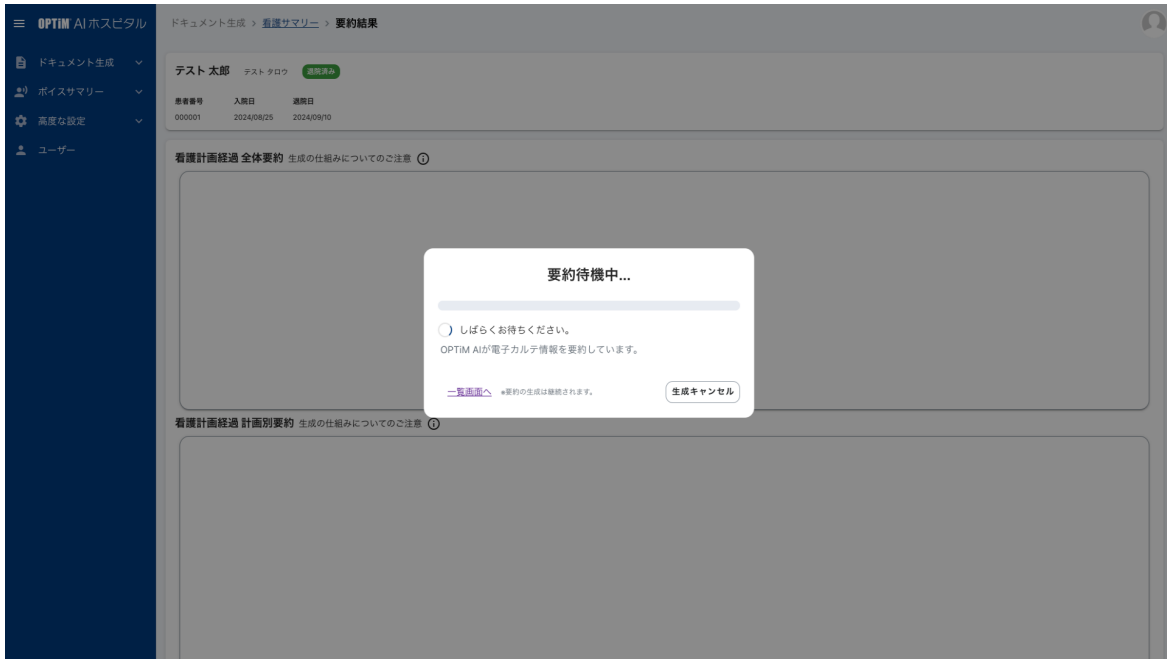 OPTiM AIホスピタル
ドキュメント生成 > 看護サマリー > 要約結果
ドキュメント生成
ボイスサマリー
高度な設定
ユーザー
テスト 太郎 テスト タロウ 退院済み
患者番号 入院日 退院日
000001 2024/08/25 2024/09/10
看護計画経過 全体要約 生成の仕組みについてのご注意
要約待機中...
しばらくお待ちください。
OPTiM AIが電子カルテ情報を要約しています。
一覧画面へ ※要約の生成は継続されます。 生成キャンセル
看護計画経過 計画別要約 生成の仕組みについてのご注意